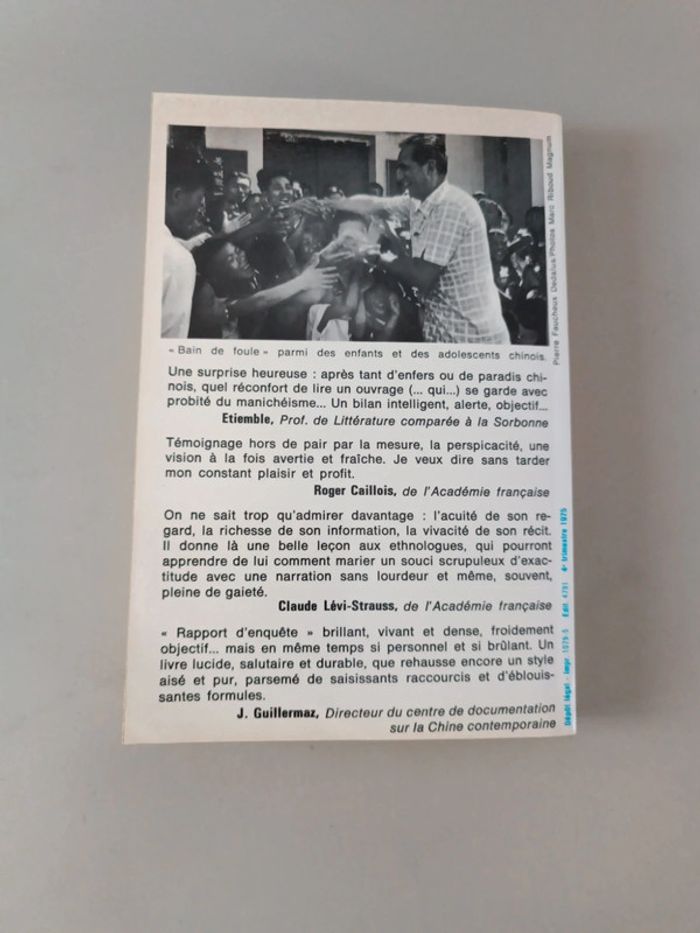 Pierre Faucheux Dedalus/Photos Marc Riboud Magnum
« Bain de foule » parmi des enfants et des adolescents chinois.
Une surprise heureuse : après tant d'enfers ou de paradis chi-
nois, quel réconfort de lire un ouvrage (... qui...) se garde avec
probité du manichéisme... Un bilan intelligent, alerte, objectif...
Etiemble, Prof. de Littérature comparée à la Sorbonne
Témoignage hors de pair par la mesure, la perspicacité, une
vision à la fois avertie et fraîche. Je veux dire sans tarder
mon constant plaisir et profit.
Roger Caillois, de l'Académie française
On ne sait trop qu'admirer davantage : l'acuité de son re-
gard, la richesse de son information, la vivacité de son récit.
Il donne là une belle leçon aux ethnologues, qui pourront
apprendre de lui comment marier un souci scrupuleux d'exac-
titude avec une narration sans lourdeur et même, souvent,
pleine de gaieté.
Claude Lévi-Strauss, de l'Académie française
« Rapport d'enquête » brillant, vivant et dense, froidement
objectif... mais en même temps si personnel et si brûlant. Un
livre lucide, salutaire et durable, que rehausse encore un style
aisé et pur, parsemé de saisissants raccourcis et d'éblouis-
santes formules.
J. Guillermaz, Directeur du centre de documentation
sur la Chine contemporaine
Dépôt légal - Impr 1979-5 Edit. 4791 4e trimestre 1975